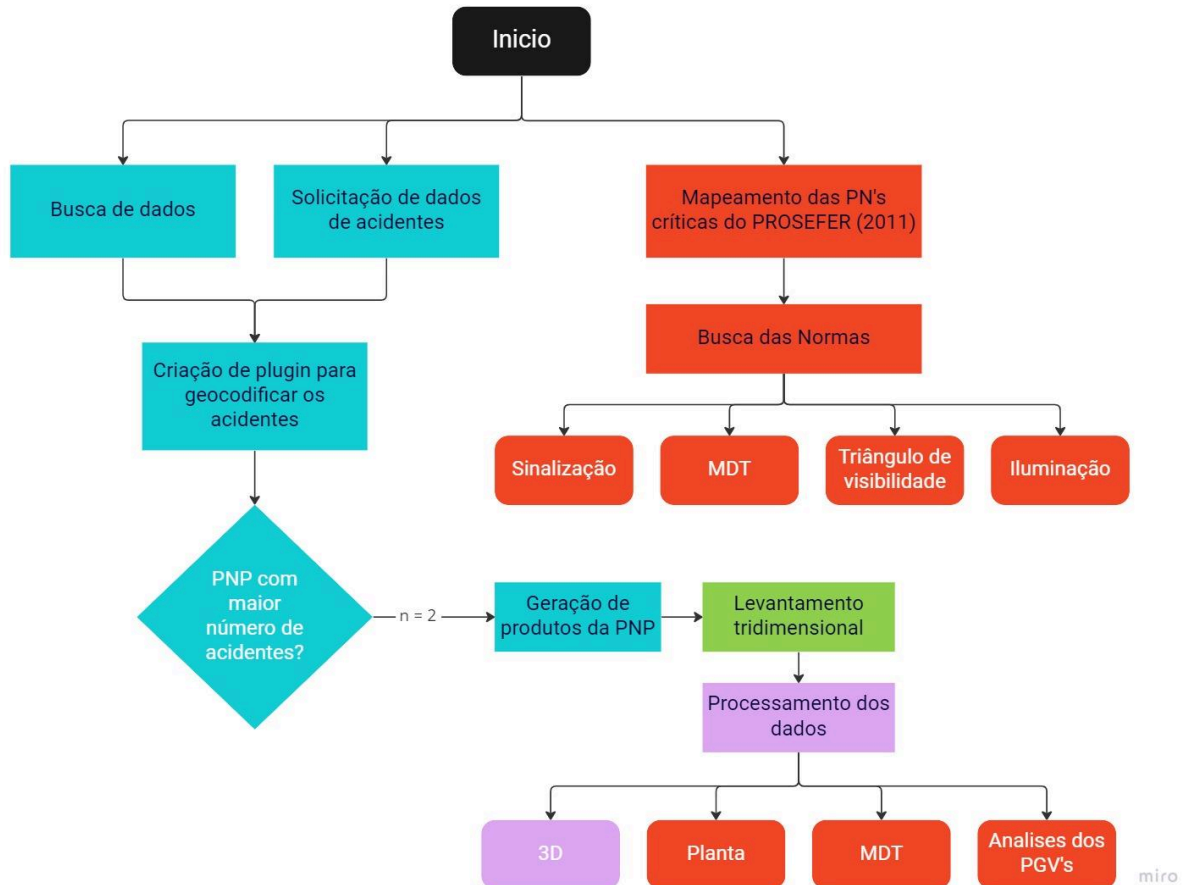 Inicio
Busca de dados
Solicitação de dados
de acidentes
Mapeamento das PN's
críticas do PROSEFER (2011)
Criação de plugin para
geocodificar os
acidentes
Busca das Normas
Sinalização
MDT
Triângulo de
visibilidade
Iluminação
PNP com
maior
número de
acidentes?
n = 2
Geração de
produtos da PNP
Levantamento
tridimensional
Processamento dos
dados
3D
Planta
MDT
Analises dos
PGV's
miro